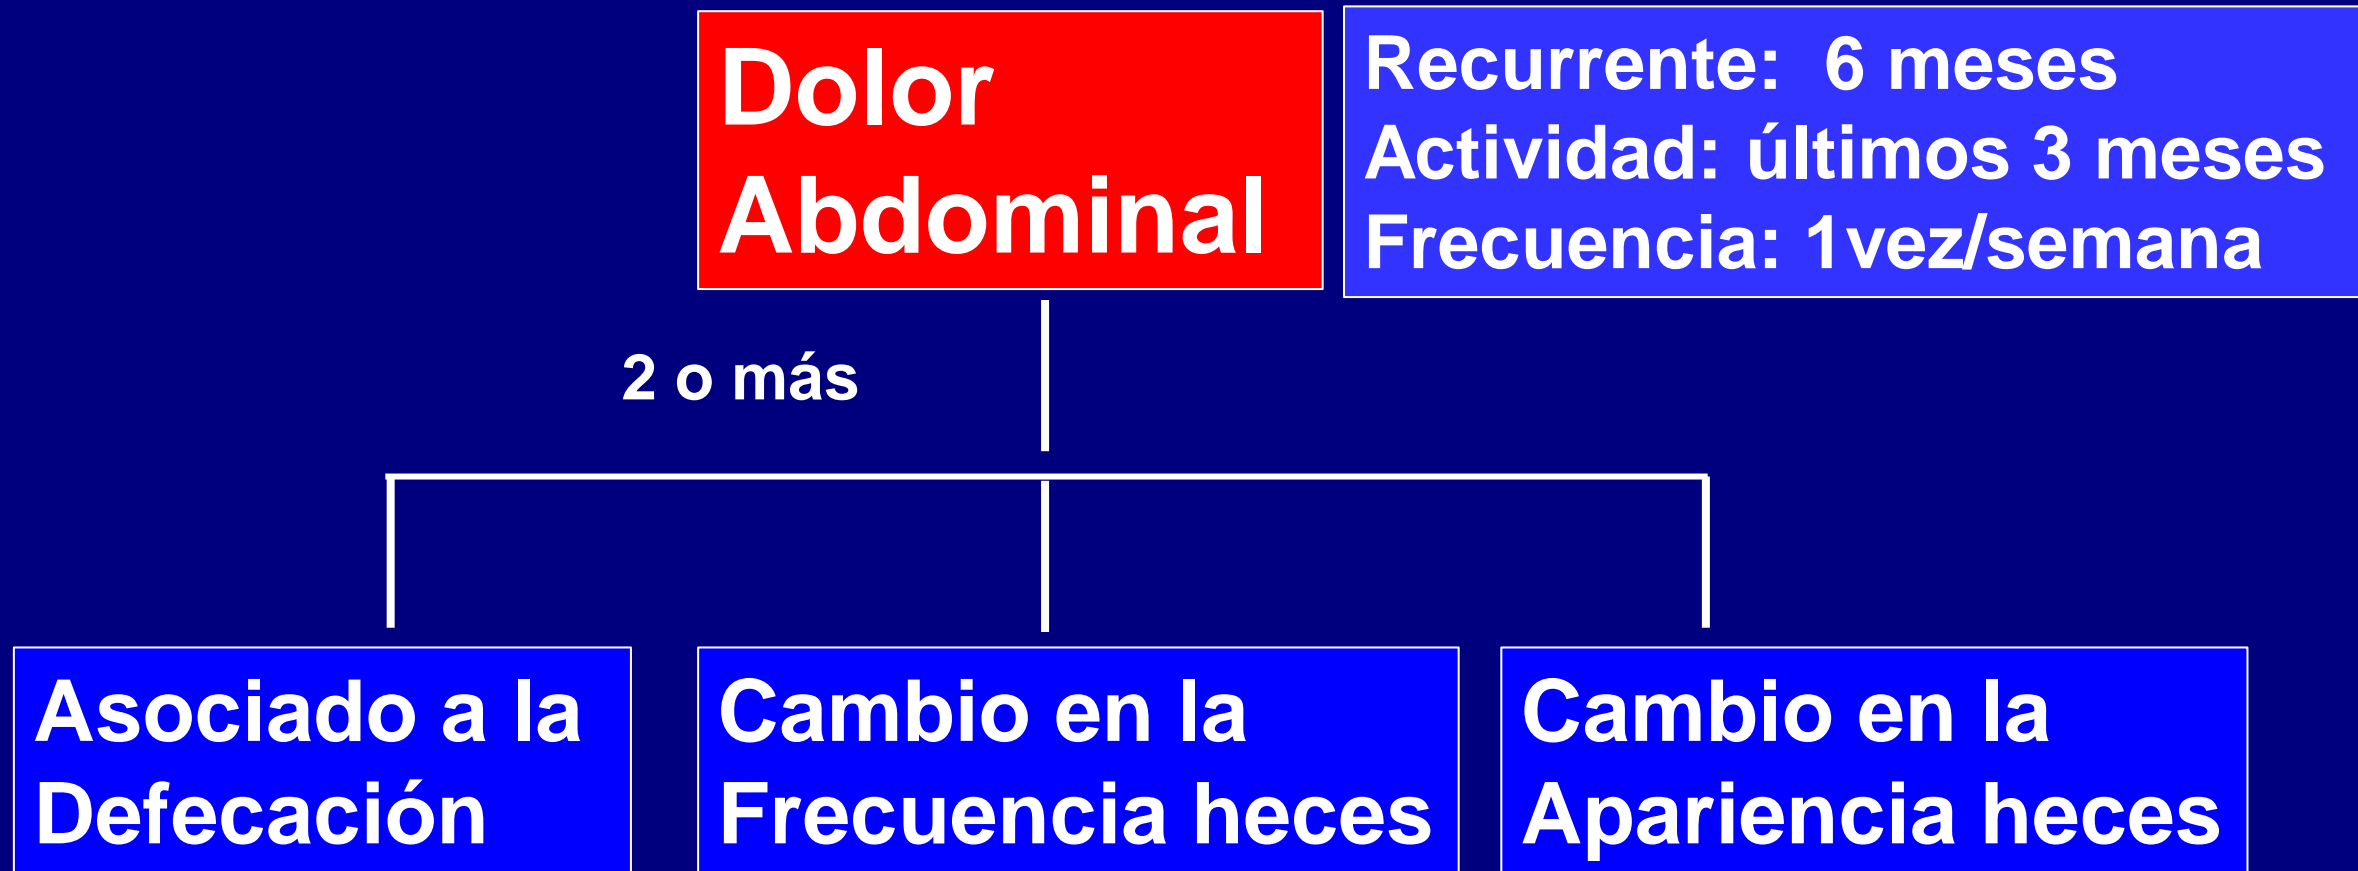 Dolor
Abdominal
Recurrente:  6 meses
Actividad: últimos 3 meses
Frecuencia: 1vez/semana
2 o más
Asociado a la
Defecación
Cambio en la
Frecuencia heces
Cambio en la
Apariencia heces